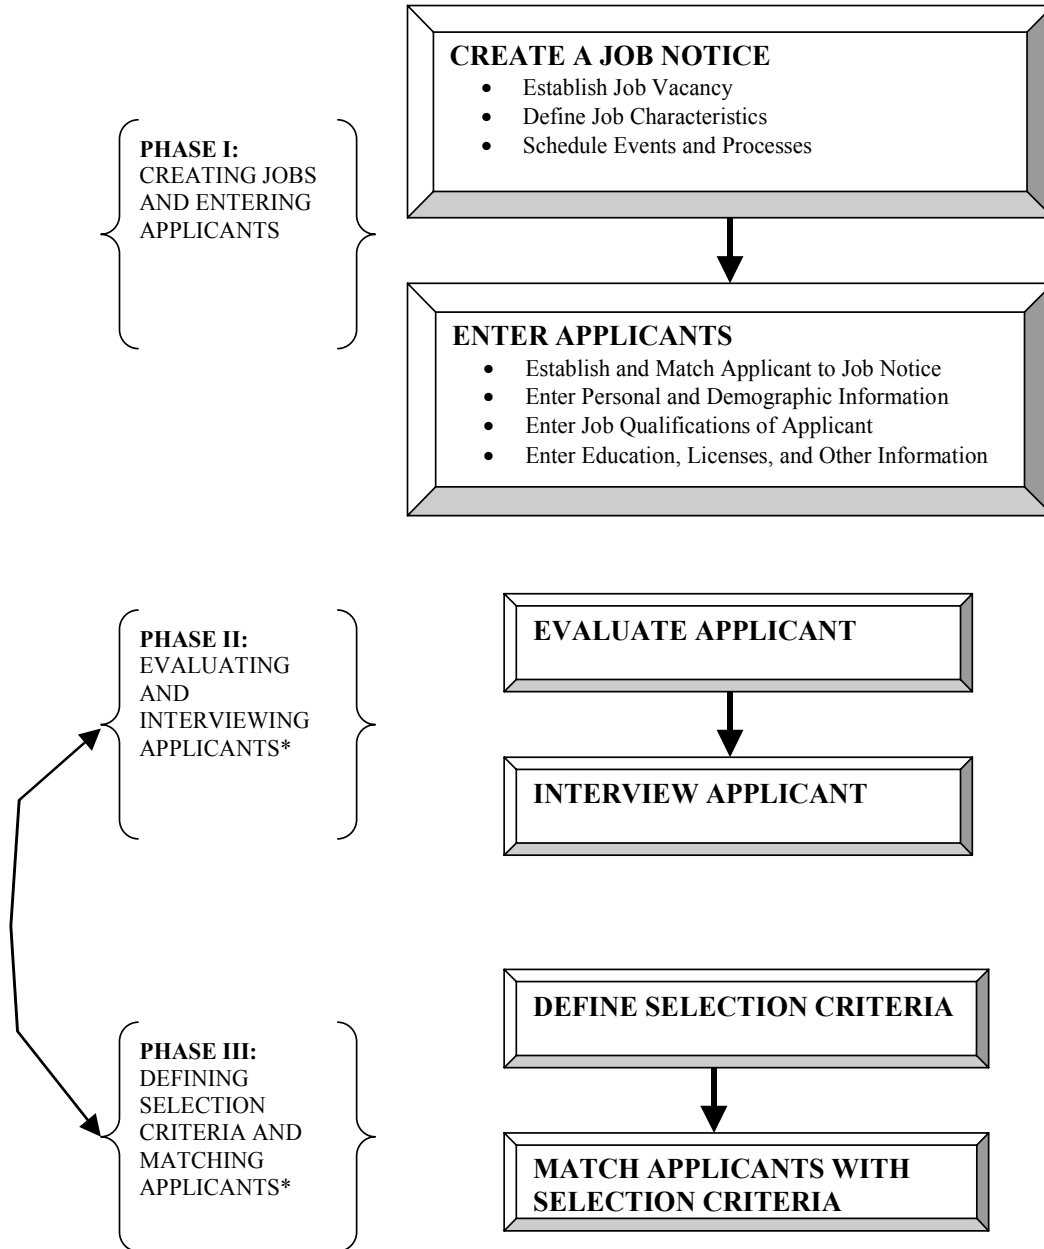 CREATE A JOB NOTICE
• Establish Job Vacancy
• Define Job Characteristics
• Schedule Events and Processes
PHASE I:
CREATING JOBS
AND ENTERING
APPLICANTS
ENTER APPLICANTS
• Establish and Match Applicant to Job Notice
• Enter Personal and Demographic Information
• Enter Job Qualifications of Applicant
• Enter Education, Licenses, and Other Information
PHASE II:
EVALUATING
AND
INTERVIEWING
APPLICANTS*
EVALUATE APPLICANT
INTERVIEW APPLICANT
PHASE III:
DEFINING
SELECTION
CRITERIA AND
MATCHING
APPLICANTS*
DEFINE SELECTION CRITERIA
MATCH APPLICANTS WITH
SELECTION CRITERIA